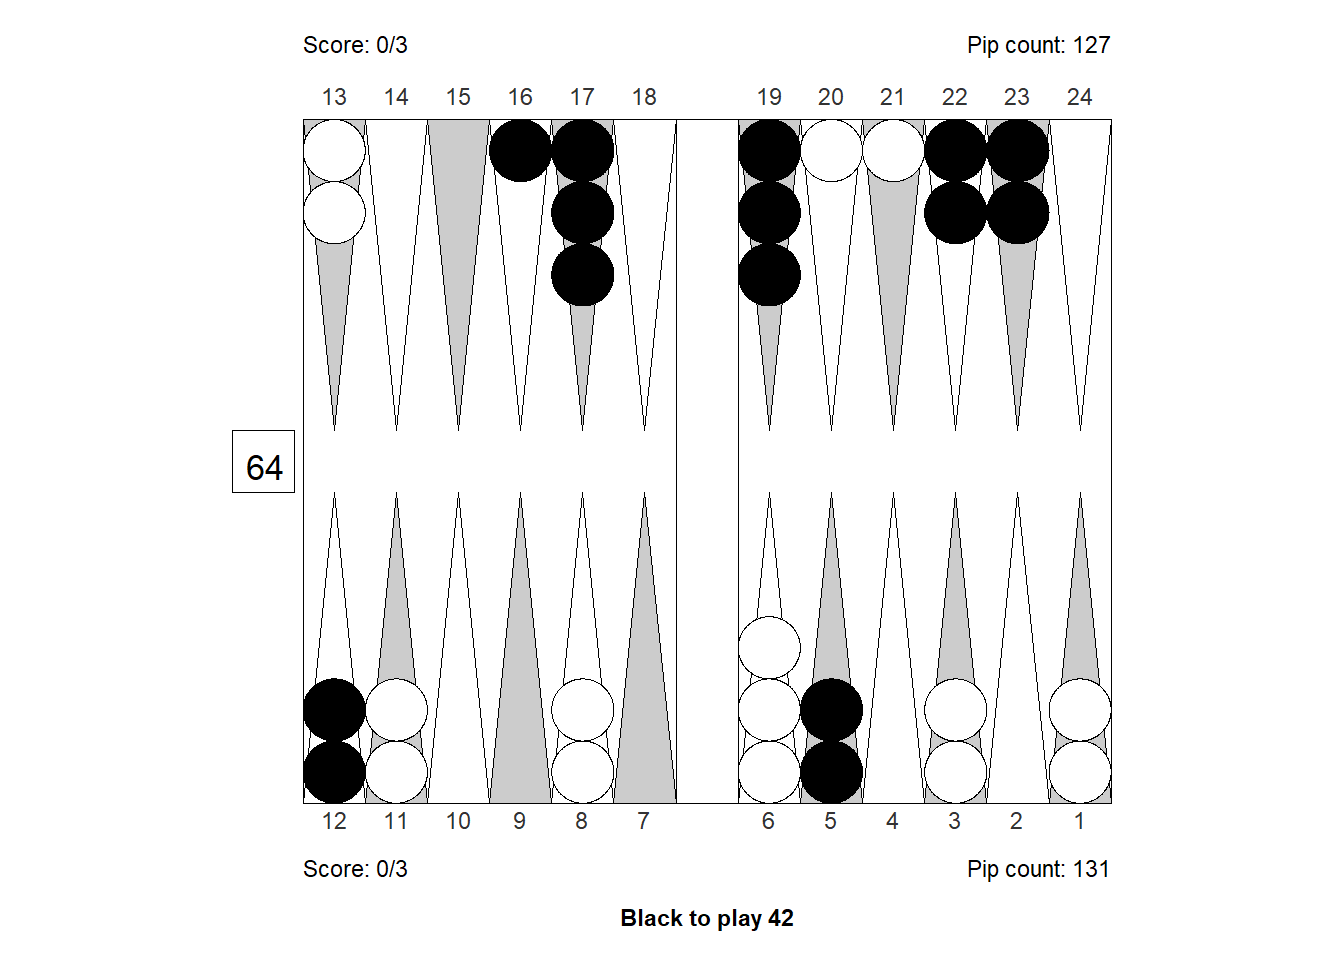 Score: 0/3 Pip count: 127
13 14 15 16 17 18 19 20 21 22 23 24
64
12 11 10 9 8 7 6 5 4 3 2 1
Score: 0/3 Pip count: 131
Black to play 42